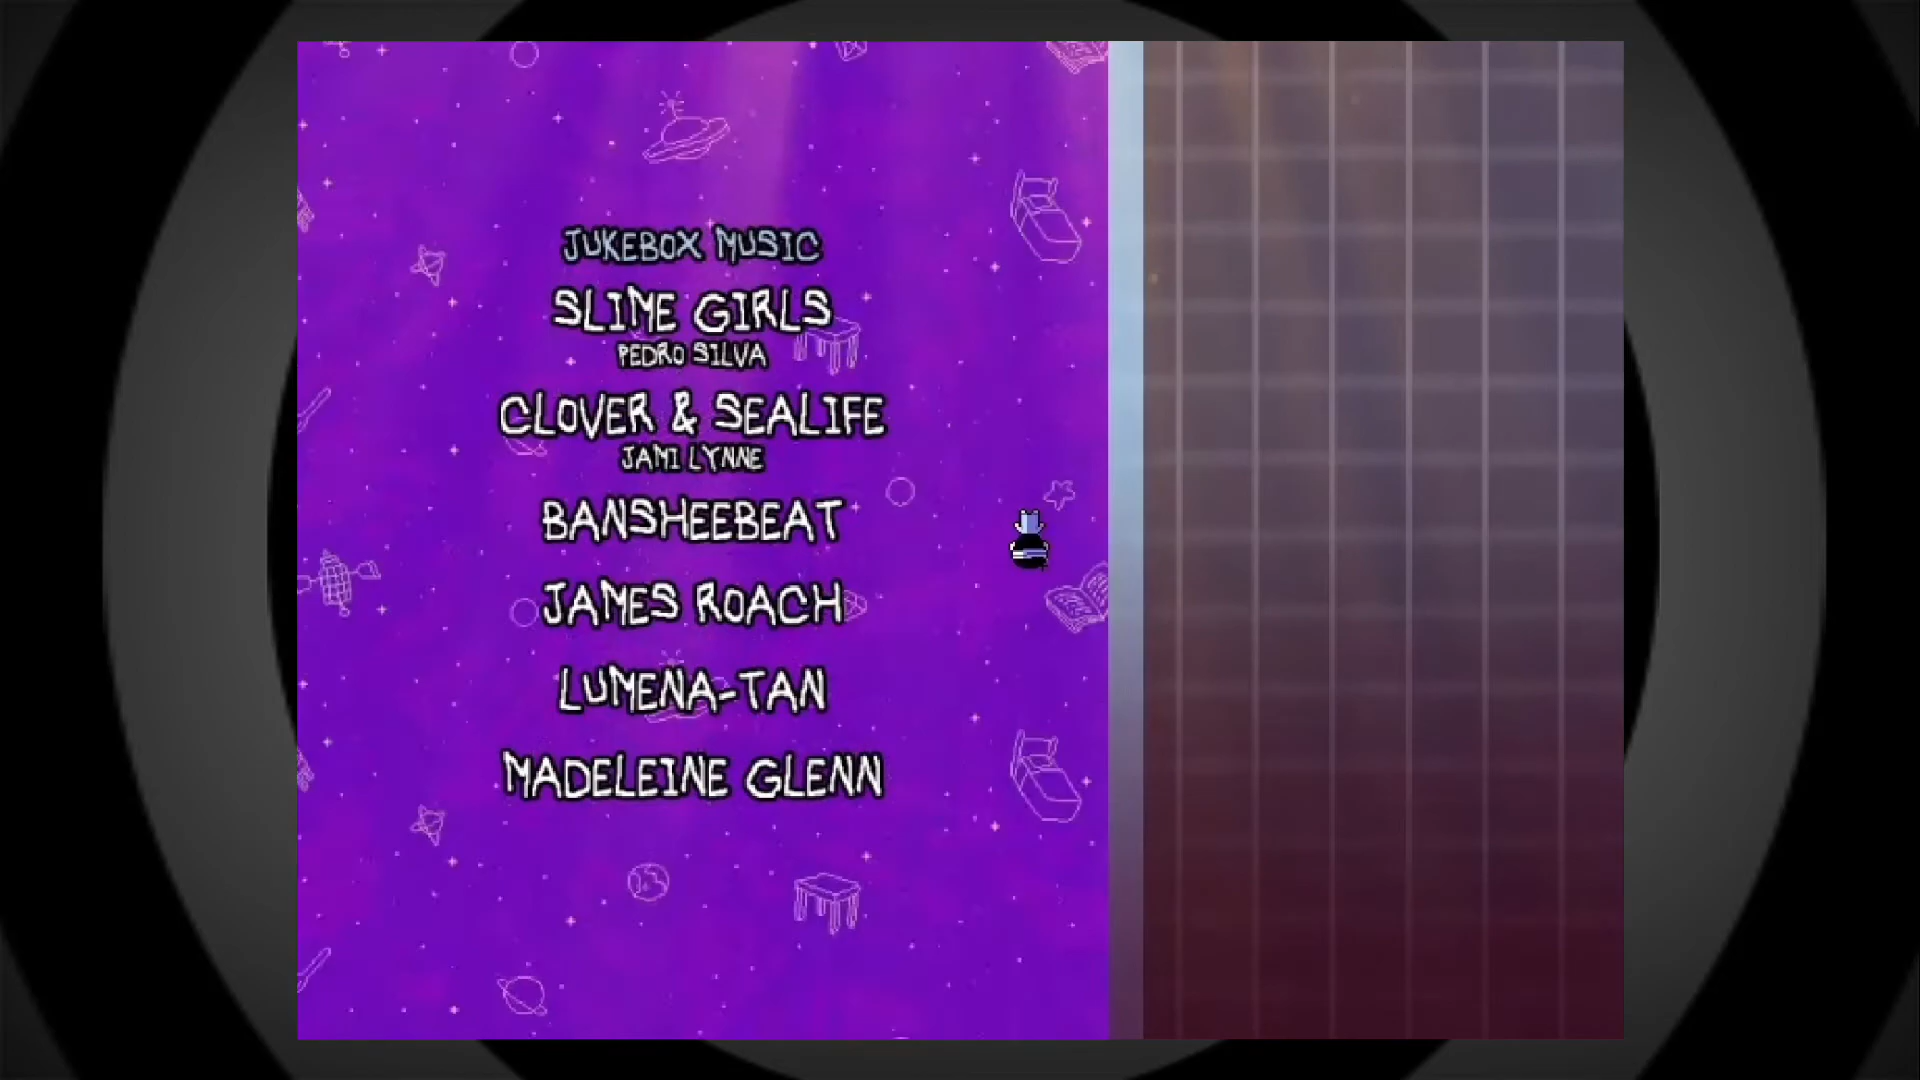 JUKEBOX MUSIC
SLIME GIRLS
PEDRO SILVA
CLOVER & SEALIFE
JAMI LYNNE
BANSHEEBEAT
JAMES ROACH
LUMENA-TAN
MADELEINE GLENN